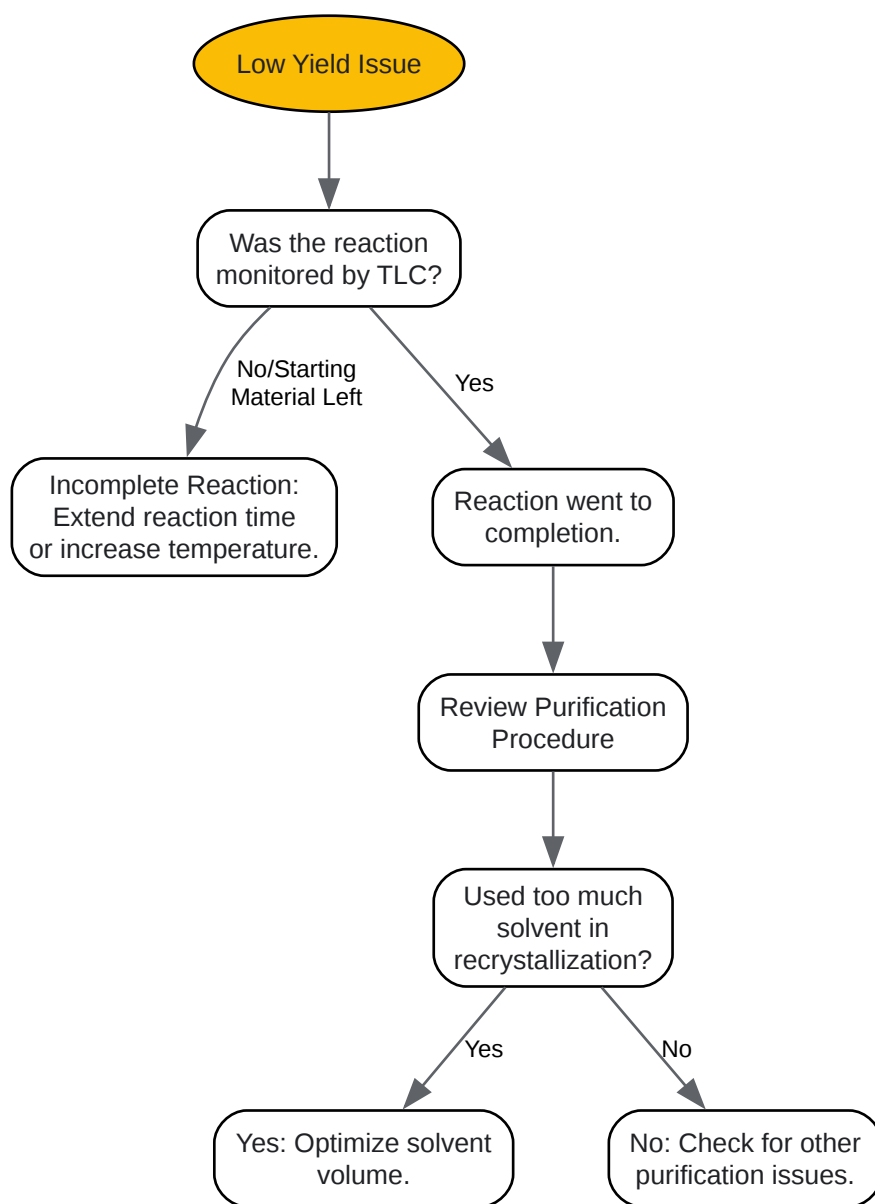 Low Yield Issue
Was the reaction
monitored by TLC?
No/Starting
Material Left
Yes
Incomplete Reaction:
Extend reaction time
or increase temperature.
Reaction went to
completion.
Review Purification
Procedure
Used too much
solvent in
recrystallization?
Yes
No
Yes: Optimize solvent
volume.
No: Check for other
purification issues.